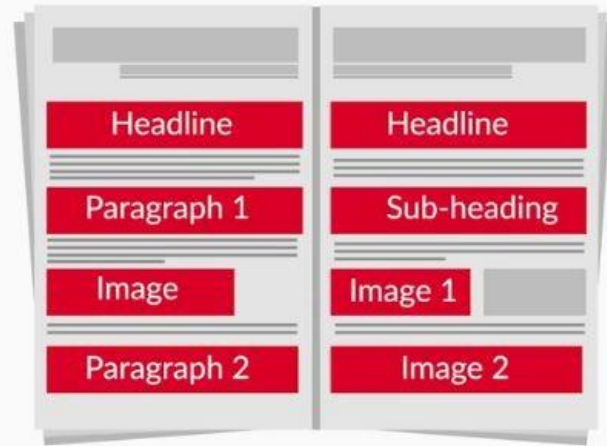 Headline
Paragraph 1
Image
Paragraph 2
Headline
Sub-heading
Image 1
Image 2